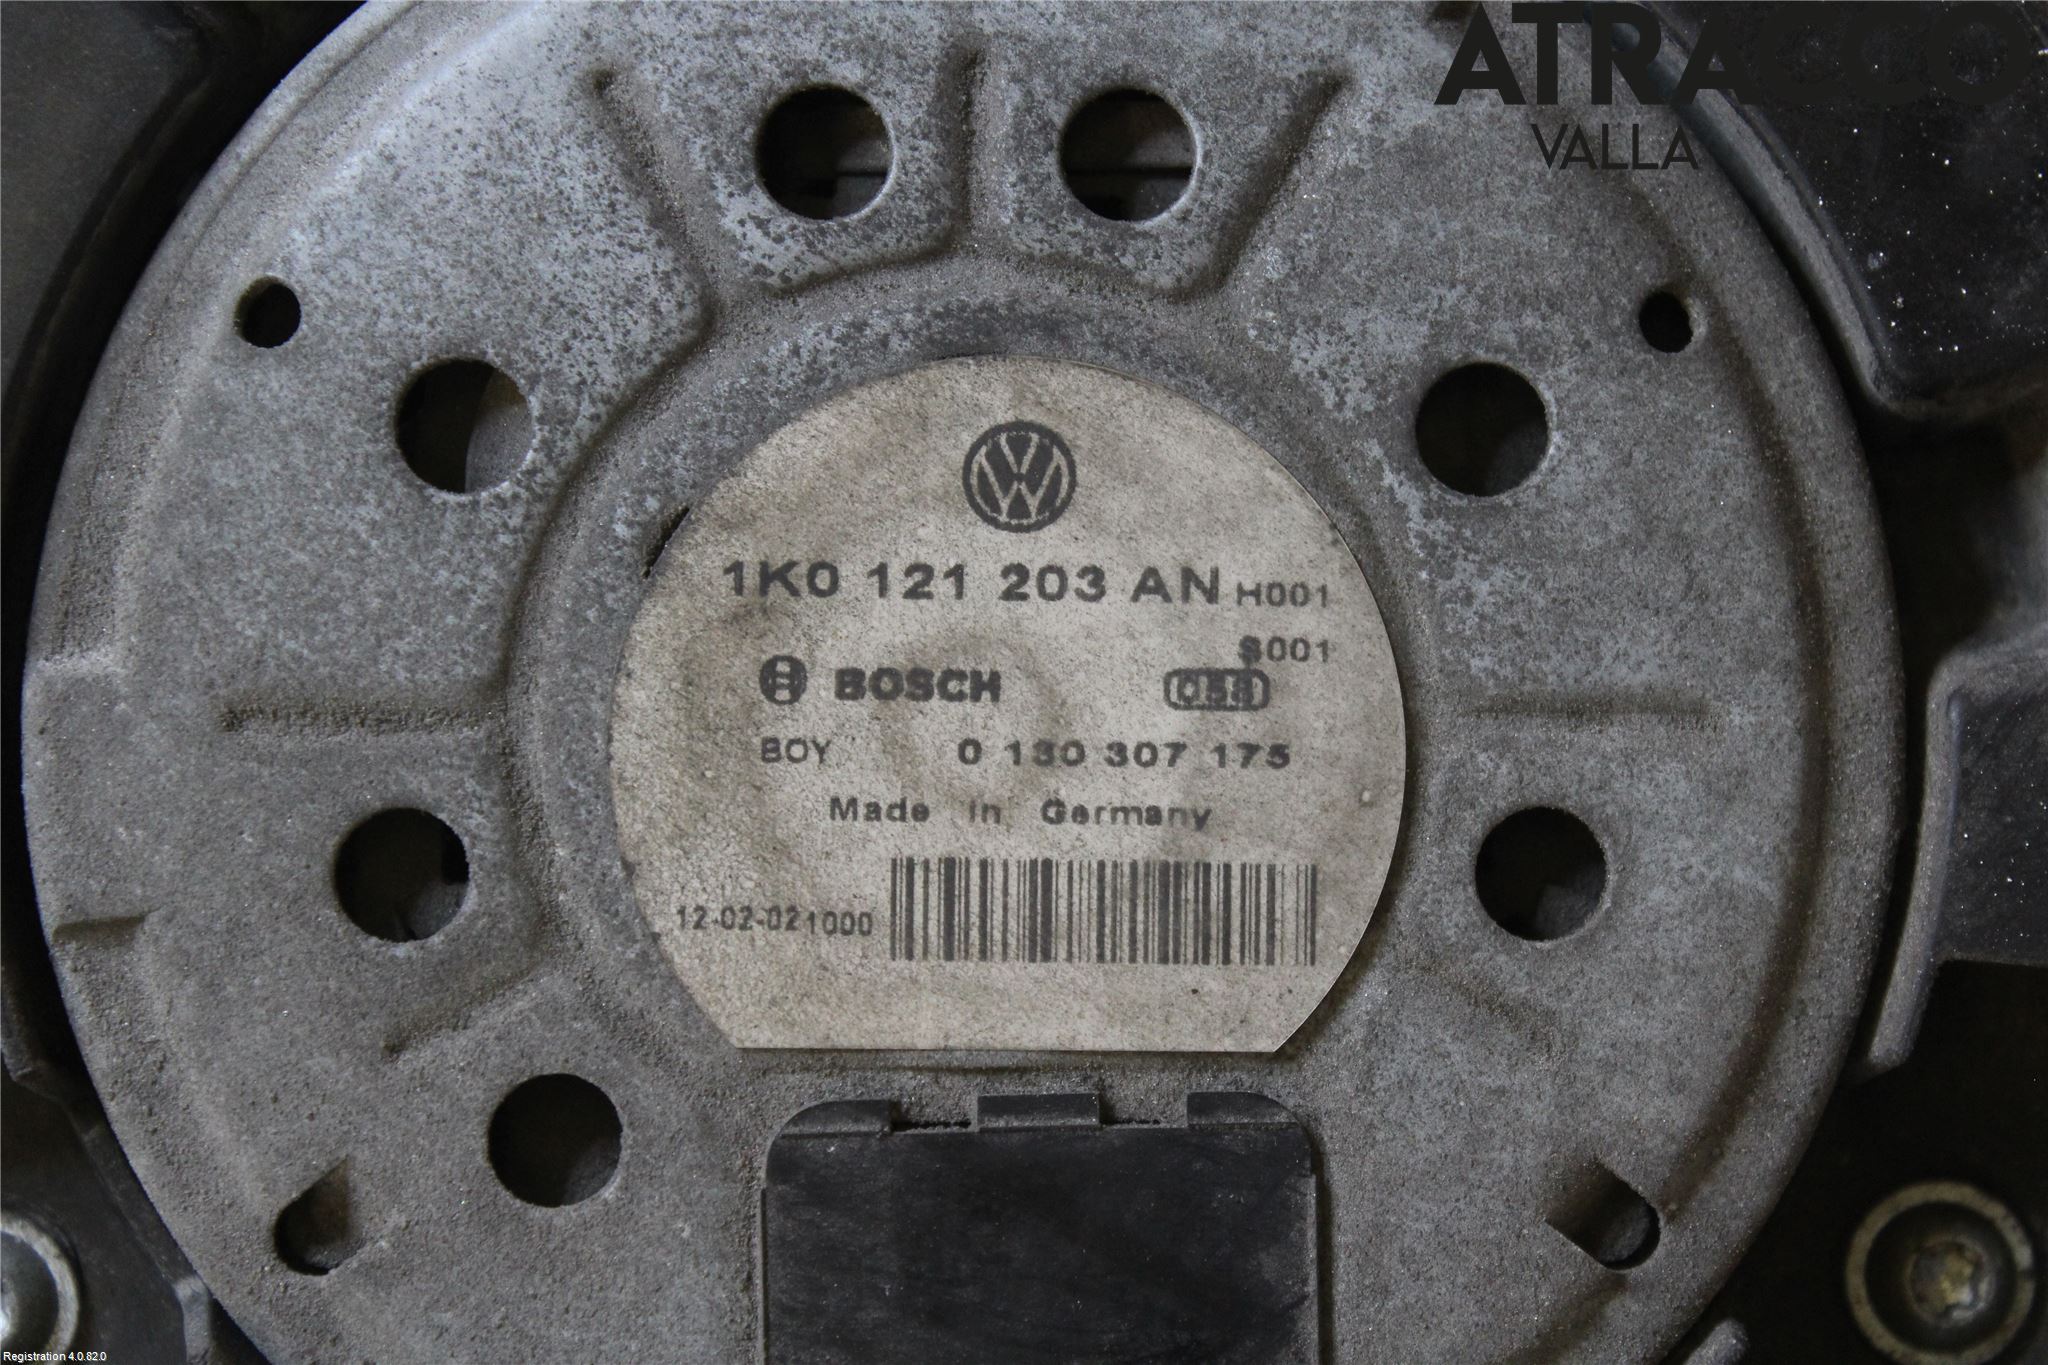 ATRACCO
VALLA
1K0 121 203 AN H001
S001
BOSCH
BOY 0 130 307 175
Made in Germany
12-02-021000
Registration 4.0.82.0